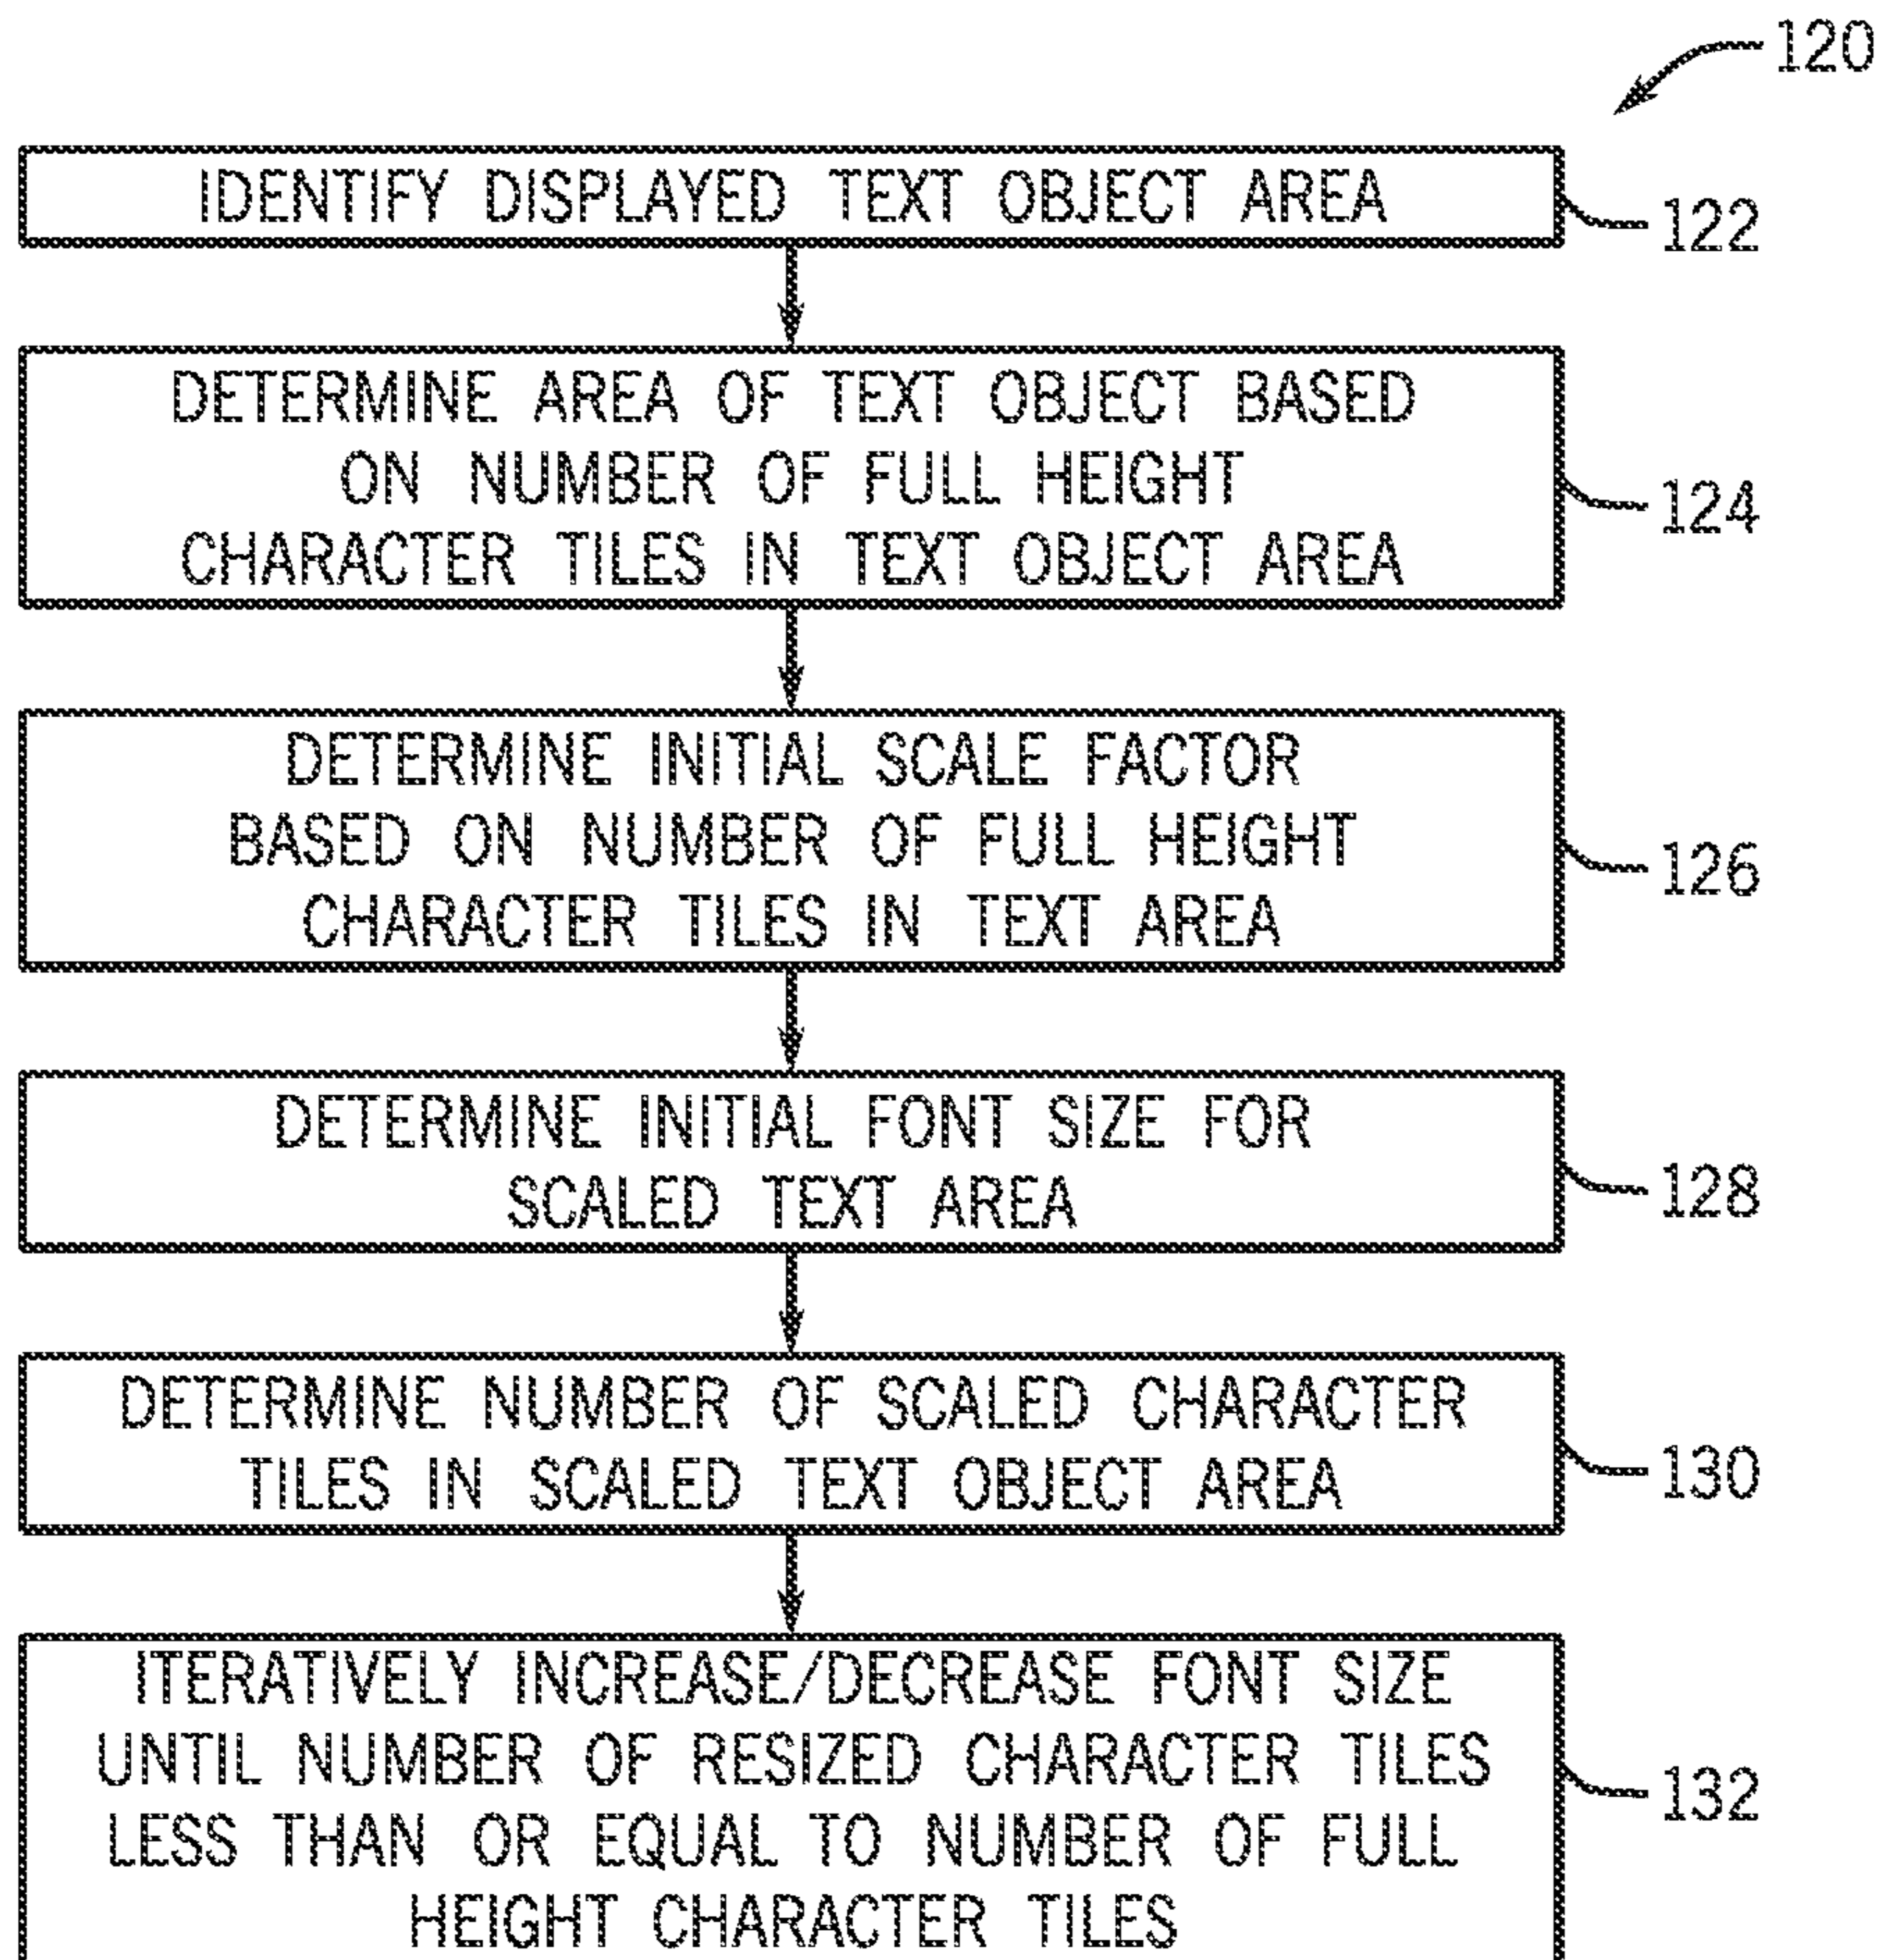 120
IDENTIFY DISPLAYED TEXT OBJECT AREA
122
DETERMINE AREA OF TEXT OBJECT BASED
ON NUMBER OF FULL HEIGHT
CHARACTER TILES IN TEXT OBJECT AREA
124
DETERMINE INITIAL SCALE FACTOR
BASED ON NUMBER OF FULL HEIGHT
CHARACTER TILES IN TEXT AREA
126
DETERMINE INITIAL FONT SIZE FOR
SCALED TEXT AREA
128
DETERMINE NUMBER OF SCALED CHARACTER
TILES IN SCALED TEXT OBJECT AREA
130
ITERATIVELY INCREASE/DECREASE FONT SIZE
UNTIL NUMBER OF RESIZED CHARACTER TILES
LESS THAN OR EQUAL TO NUMBER OF FULL
HEIGHT CHARACTER TILES
132